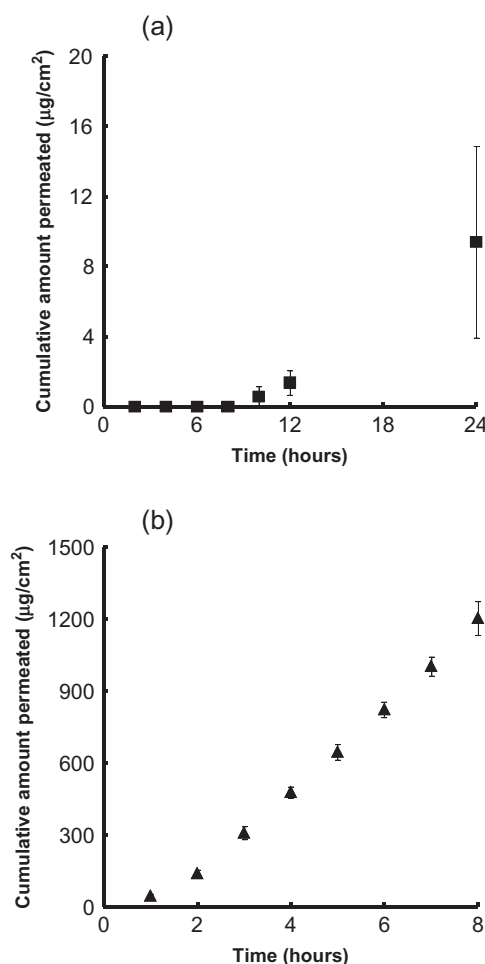 (a)
Cumulative amount permeated (μg/cm²)
20
16
12
8
4
0
0 6 12 18 24
Time (hours)
(b)
Cumulative amount permeated (μg/cm²)
1500
1200
900
600
300
0
0 2 4 6 8
Time (hours)